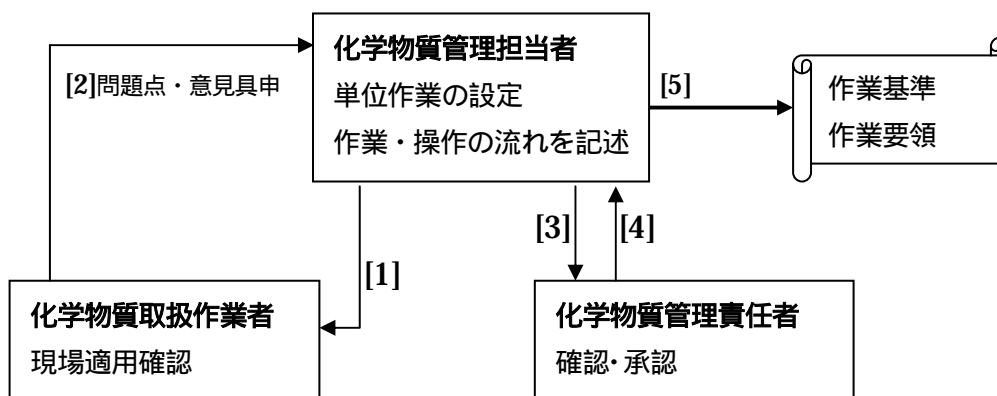 化学物質管理担当者
単位作業の設定
作業・操作の流れを記述
[2]問題点・意見具申
[5]
作業基準
作業要領
[1]
[3]
[4]
化学物質取扱作業者
現場適用確認
化学物質管理責任者
確認・承認